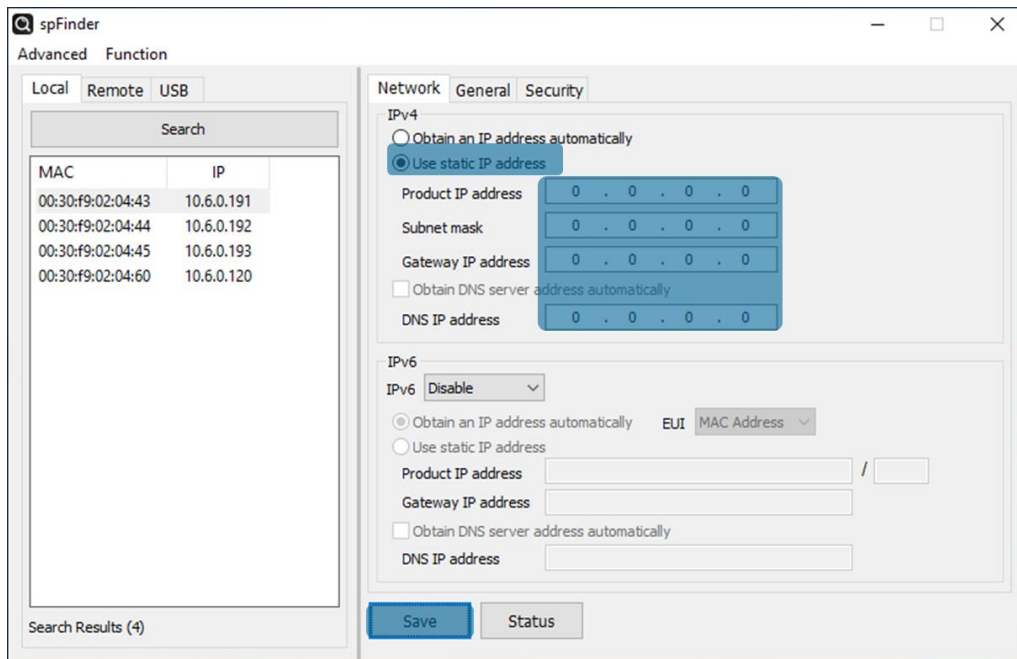 spFinder
Advanced Function
Local Remote USB
Search
MAC IP
00:30:f9:02:04:43 10.6.0.191
00:30:f9:02:04:44 10.6.0.192
00:30:f9:02:04:45 10.6.0.193
00:30:f9:02:04:60 10.6.0.120
Search Results (4)
Network General Security
IPv4
Obtain an IP address automatically
Use static IP address
Product IP address 0 . 0 . 0 . 0
Subnet mask 0 . 0 . 0 . 0
Gateway IP address 0 . 0 . 0 . 0
Obtain DNS server address automatically
DNS IP address 0 . 0 . 0 . 0
IPv6
IPv6 Disable
Obtain an IP address automatically EUI MAC Address
Use static IP address
Product IP address /
Gateway IP address
Obtain DNS server address automatically
DNS IP address
Save Status